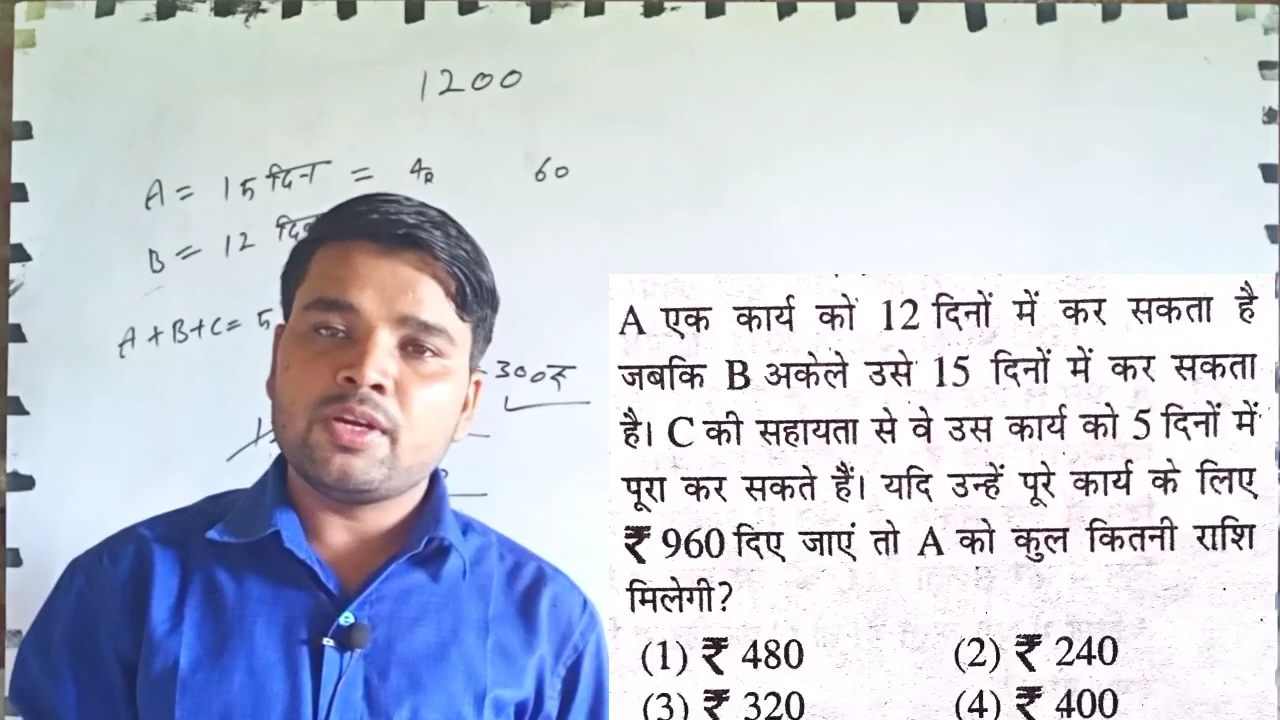 1200
A = 15 दिन = 4 60
B = 12
A+B+C= 5
300₹
A एक कार्य को 12 दिनों में कर सकता है
जबकि B अकेले उसे 15 दिनों में कर सकता
है। C की सहायता से वे उस कार्य को 5 दिनों में
पूरा कर सकते हैं। यदि उन्हें पूरे कार्य के लिए
₹ 960 दिए जाएं तो A को कुल कितनी राशि
मिलेगी?
(1) ₹ 480 (2) ₹ 240
(3) ₹ 320 (4) ₹ 400